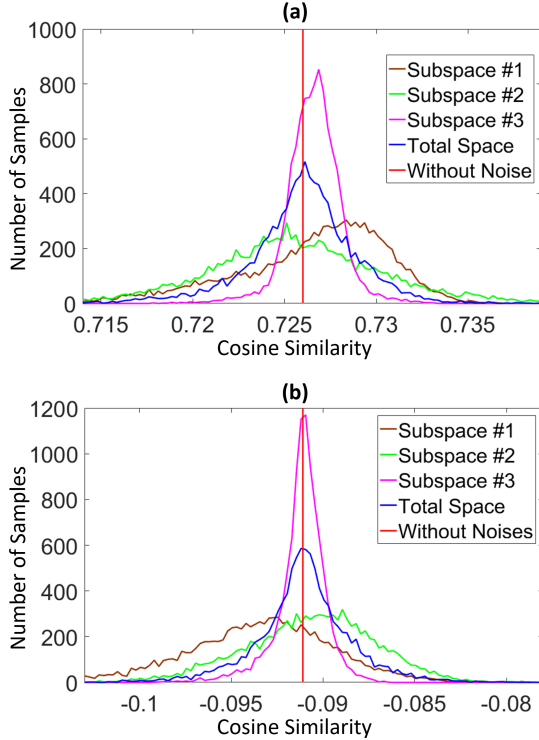 (a)
1000
800
600
400
200
0
Number of Samples
Subspace #1
Subspace #2
Subspace #3
Total Space
Without Noise
0.715 0.72 0.725 0.73 0.735
Cosine Similarity
(b)
1200
1000
800
600
400
200
0
Number of Samples
Subspace #1
Subspace #2
Subspace #3
Total Space
Without Noises
-0.1 -0.095 -0.09 -0.085 -0.08
Cosine Similarity